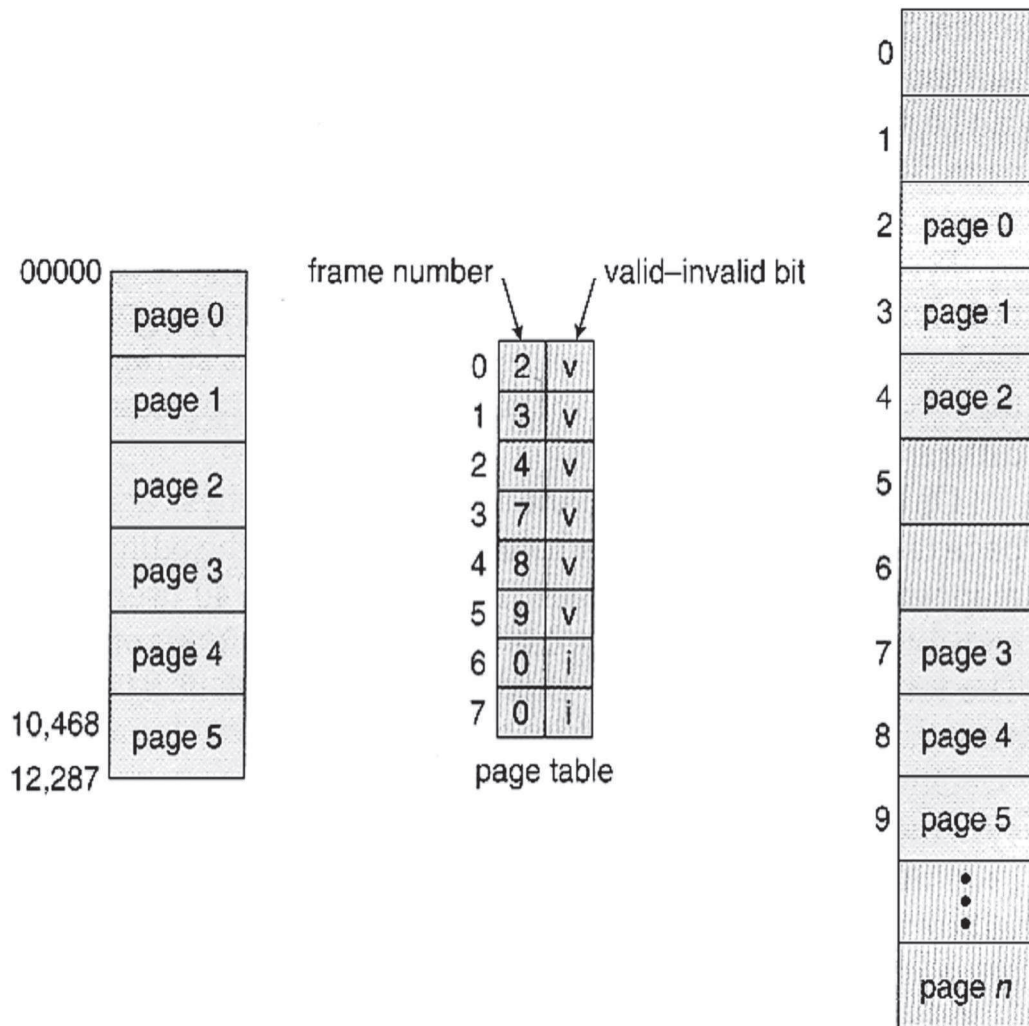 00000
page 0
page 1
page 2
page 3
page 4
10,468
page 5
12,287
frame number
valid–invalid bit
0 2 v
1 3 v
2 4 v
3 7 v
4 8 v
5 9 v
6 0 i
7 0 i
page table
0
1
2 page 0
3 page 1
4 page 2
5
6
7 page 3
8 page 4
9 page 5
page n